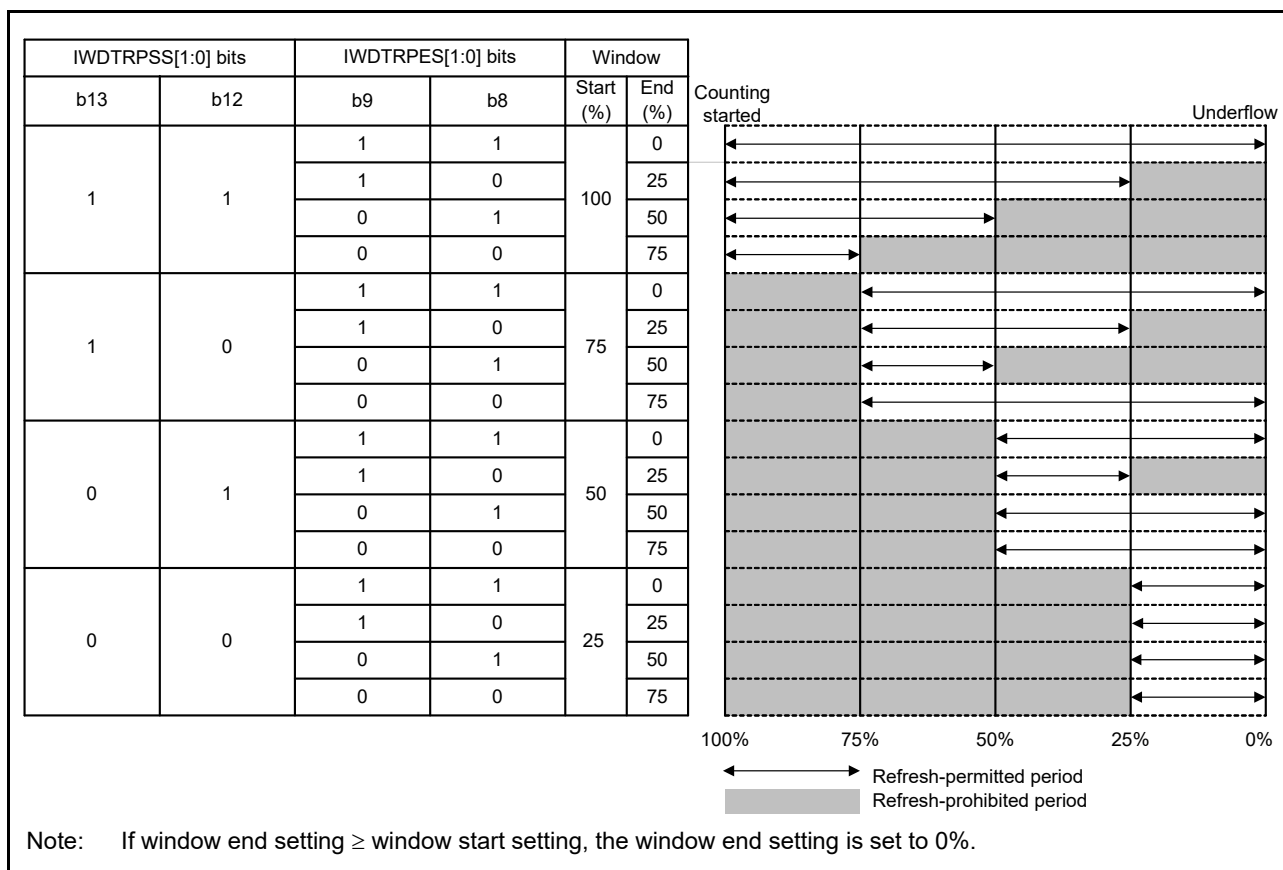 IWDTRPSS[1:0] bits IWDTRPES[1:0] bits Window
b13 b12 b9 b8 Start (%) End (%)
Counting started Underflow
1 1 1 1 100 0
1 0 25
0 1 50
0 0 75
1 0 1 1 75 0
1 0 25
0 1 50
0 0 75
0 1 1 1 50 0
1 0 25
0 1 50
0 0 75
0 0 1 1 25 0
1 0 25
0 1 50
0 0 75
100% 75% 50% 25% 0%
Refresh-permitted period
Refresh-prohibited period
Note: If window end setting ≥ window start setting, the window end setting is set to 0%.